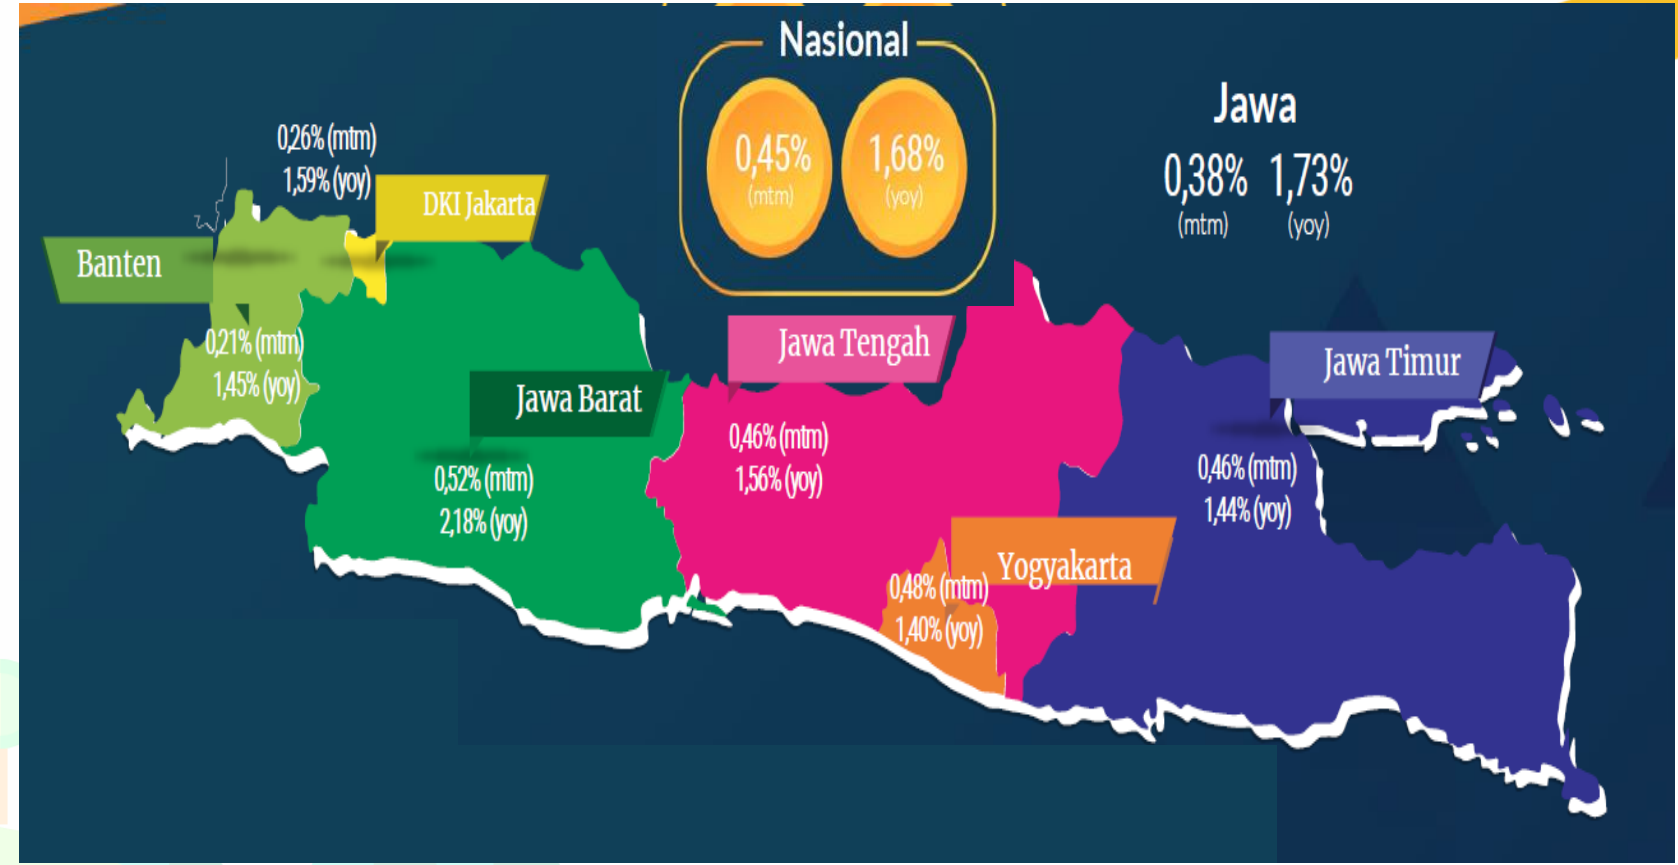 Nasional
0,45%
(mtm)
1,68%
(yoy)
Jawa
0,38% 1,73%
(mtm) (yoy)
0,26% (mtm)
1,59% (yoy)
DKI Jakarta
Banten
0,21% (mtm)
1,45% (yoy)
Jawa Barat
0,52% (mtm)
2,18% (yoy)
Jawa Tengah
0,46% (mtm)
1,56% (yoy)
Jawa Timur
0,46% (mtm)
1,44% (yoy)
Yogyakarta
0,48% (mtm)
1,40% (yoy)